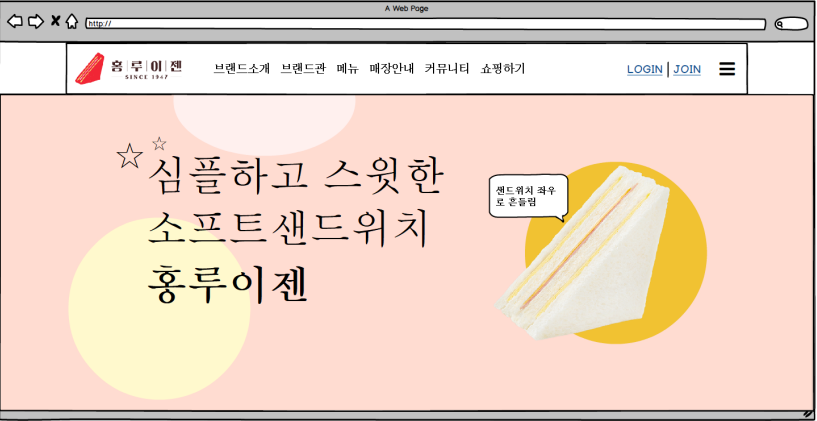 A Web Page
http://
홍루이젠
SINCE 1947
브랜드소개 브랜드관 메뉴 매장안내 커뮤니티 쇼핑하기
LOGIN | JOIN
심플하고 스윗한
소프트샌드위치
홍루이젠
샌드위치 좌우
로 흔들림